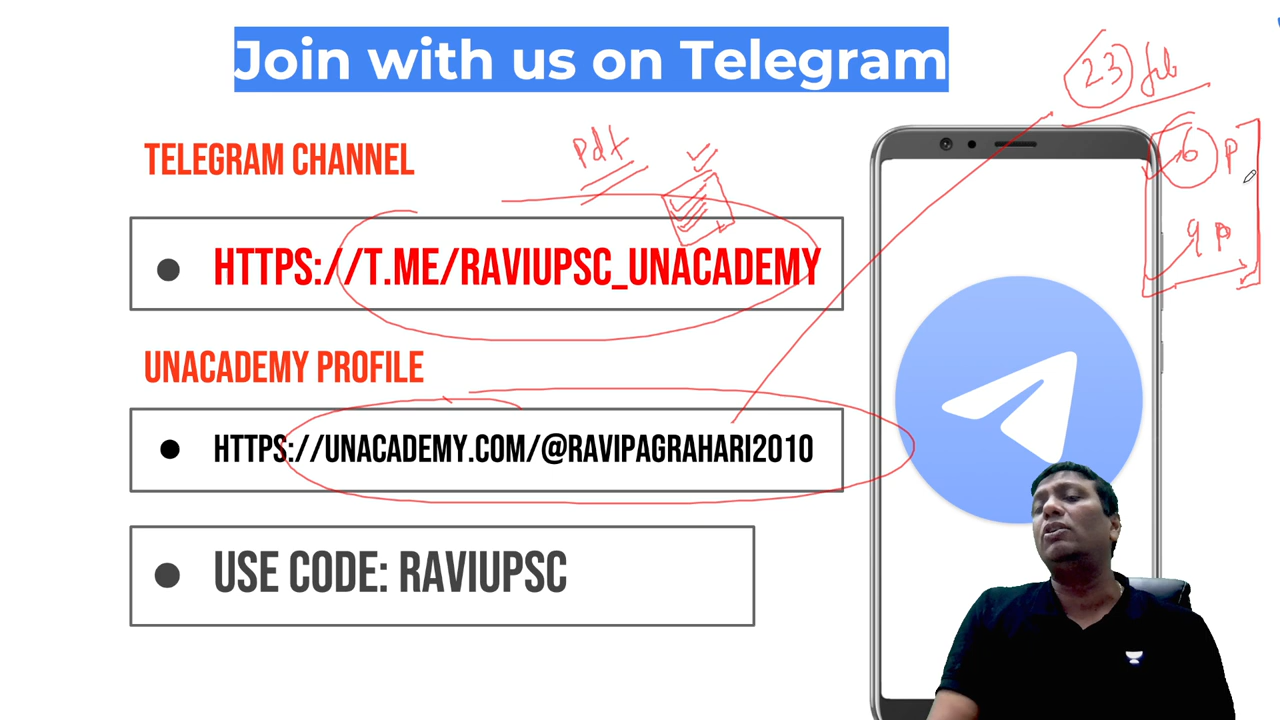 Join with us on Telegram
23 feb
TELEGRAM CHANNEL
pdf
6 p
9 p
HTTPS://T.ME/RAVIUPSC_UNACADEMY
UNACADEMY PROFILE
HTTPS://UNACADEMY.COM/@RAVIPAGRAHARI2010
USE CODE: RAVIUPSC